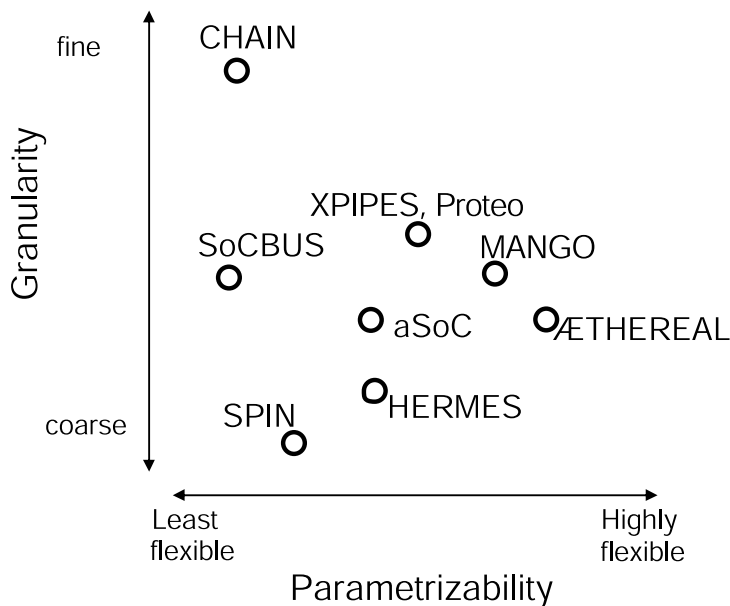 CHAIN
fine
Granularity
XPIPES, Proteo
SoCBUS
MANGO
aSoC
ÆTHEREAL
HERMES
SPIN
coarse
Least
flexible
Highly
flexible
Parametrizability